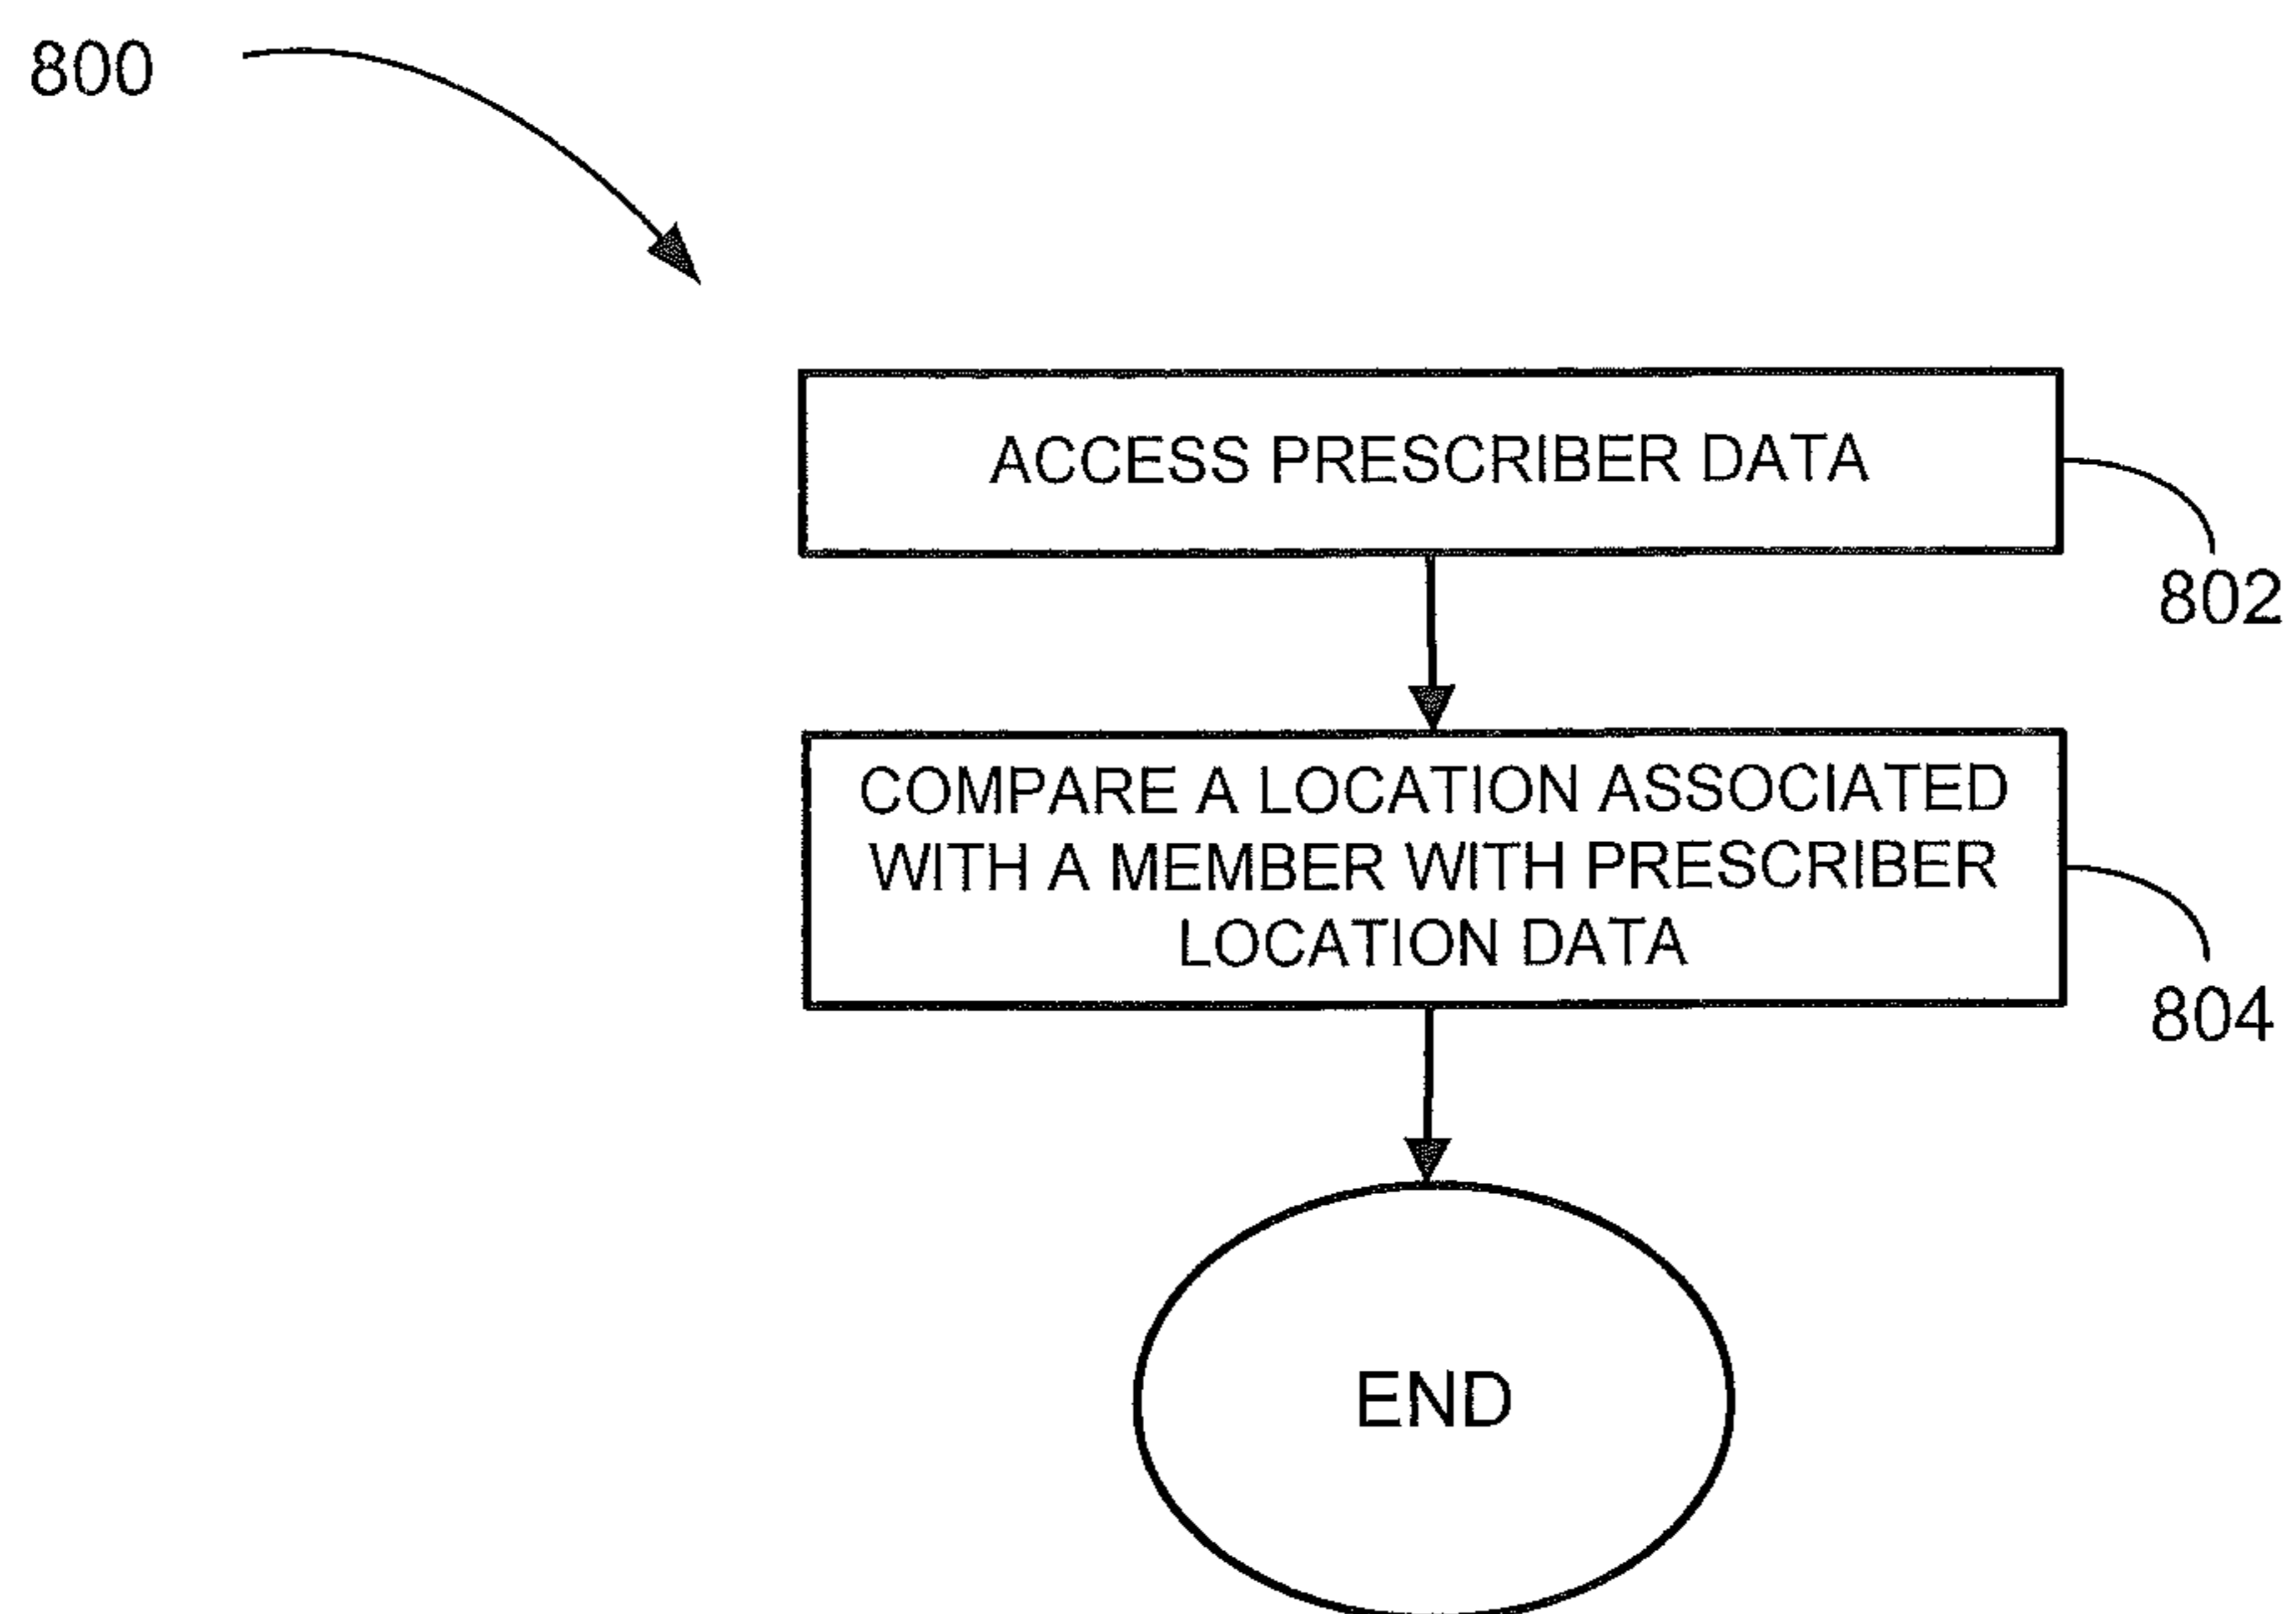 800
ACCESS PRESCRIBER DATA
802
COMPARE A LOCATION ASSOCIATED
WITH A MEMBER WITH PRESCRIBER
LOCATION DATA
804
END